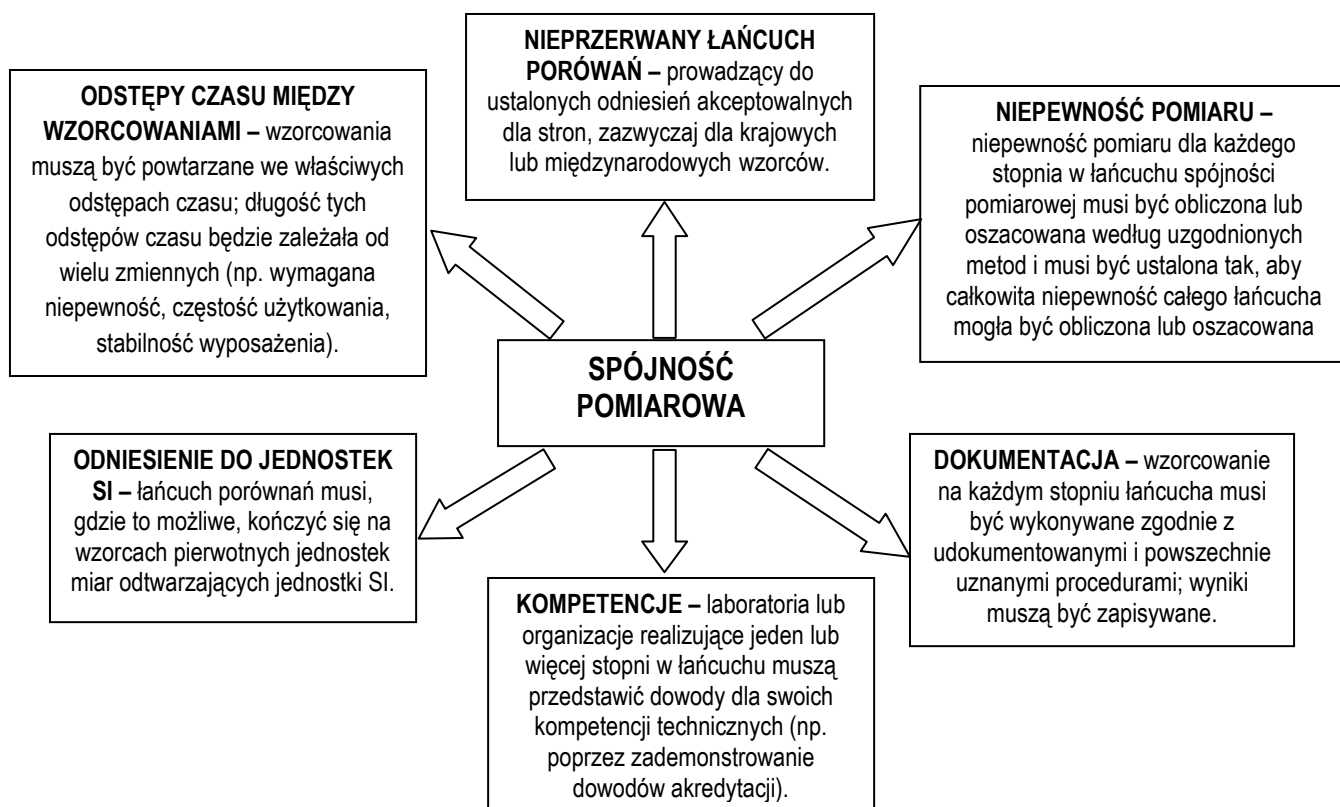 NIEPRZERWANY ŁAŃCUCH
PORÓWAŃ – prowadzący do
ustalonych odniesień akceptowalnych
dla stron, zazwyczaj dla krajowych
lub międzynarodowych wzorców.
ODSTĘPY CZASU MIĘDZY
WZORCOWANIAMI – wzorcowania
muszą być powtarzane we właściwych
odstępach czasu; długość tych
odstępów czasu będzie zależała od
wielu zmiennych (np. wymagana
niepewność, częstość użytkowania,
stabilność wyposażenia).
NIEPEWNOŚĆ POMIARU –
niepewność pomiaru dla każdego
stopnia w łańcuchu spójności
pomiarowej musi być obliczona lub
oszacowana według uzgodnionych
metod i musi być ustalona tak, aby
całkowita niepewność całego łańcucha
mogła być obliczona lub oszacowana
SPÓJNOŚĆ
POMIAROWA
ODNIESIENIE DO JEDNOSTEK
SI – łańcuch porównań musi,
gdzie to możliwe, kończyć się na
wzorcach pierwotnych jednostek
miar odtwarzających jednostki SI.
KOMPETENCJE – laboratoria lub
organizacje realizujące jeden lub
więcej stopni w łańcuchu muszą
przedstawić dowody dla swoich
kompetencji technicznych (np.
poprzez zademonstrowanie
dowodów akredytacji).
DOKUMENTACJA – wzorcowanie
na każdym stopniu łańcucha musi
być wykonywane zgodnie z
udokumentowanymi i powszechnie
uznanymi procedurami; wyniki
muszą być zapisywane.